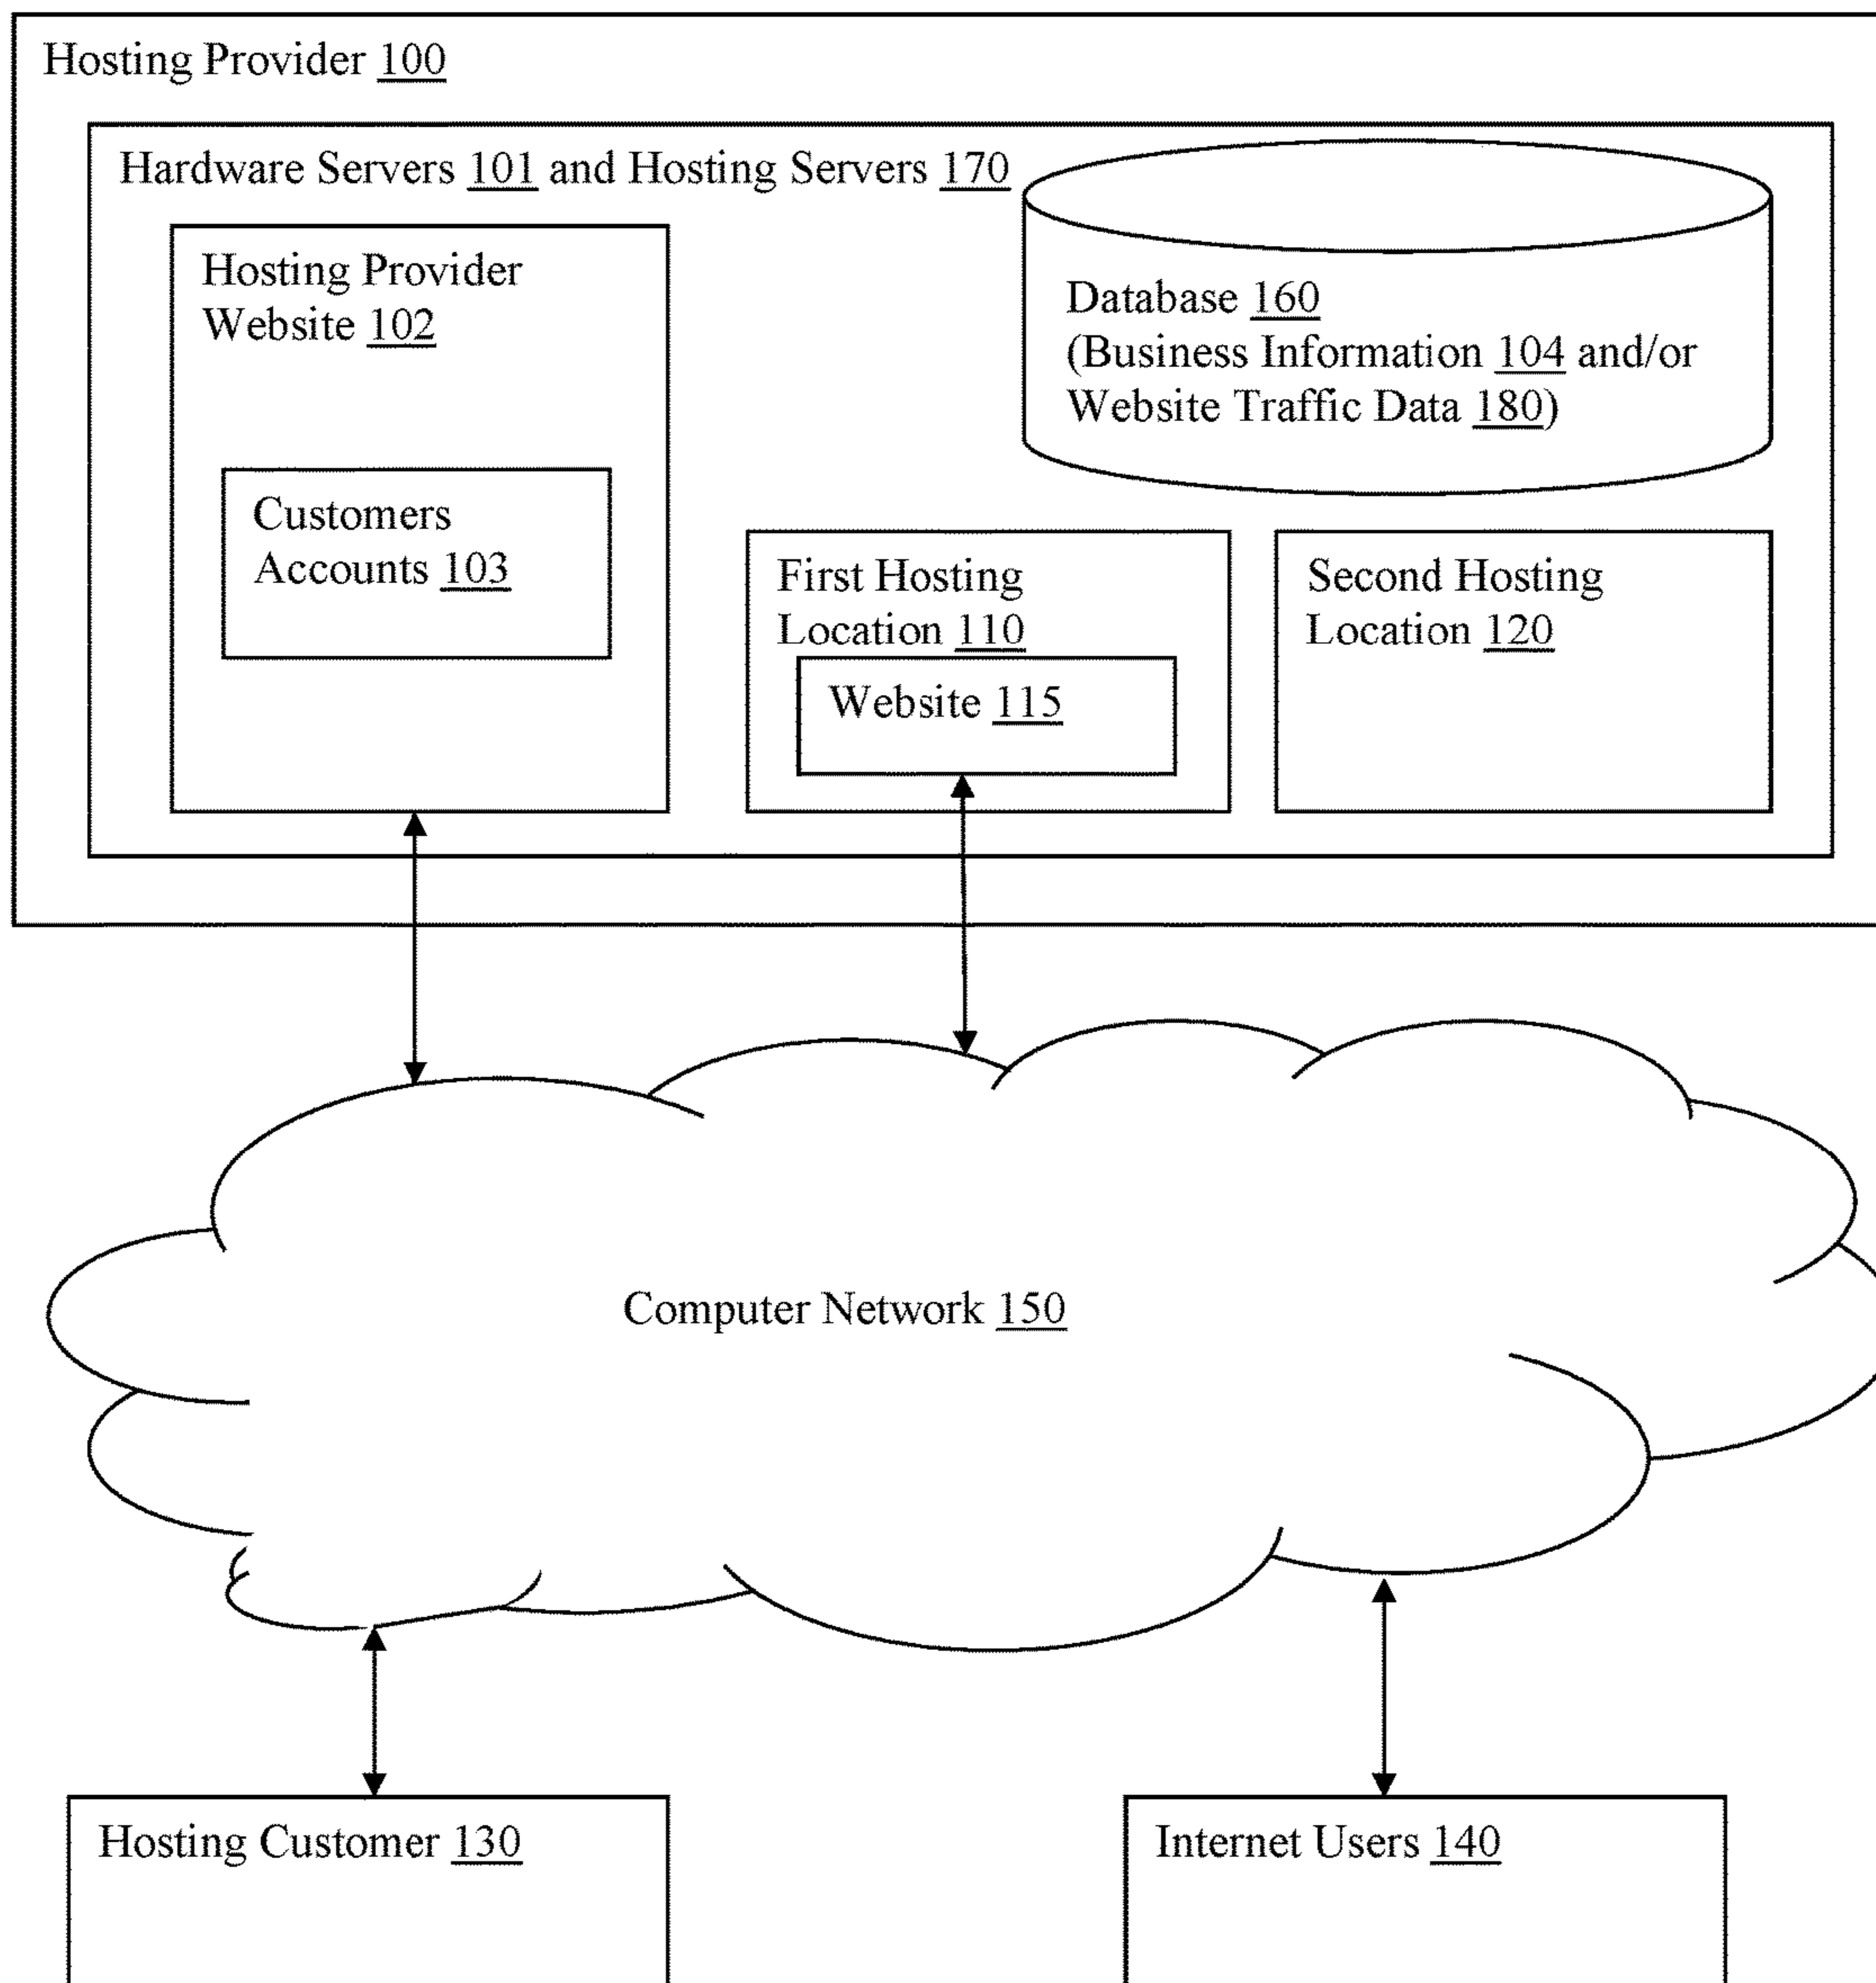 Hosting Provider 100
Hardware Servers 101 and Hosting Servers 170
Hosting Provider
Website 102
Customers
Accounts 103
Database 160
(Business Information 104 and/or
Website Traffic Data 180)
First Hosting
Location 110
Website 115
Second Hosting
Location 120
Computer Network 150
Hosting Customer 130
Internet Users 140